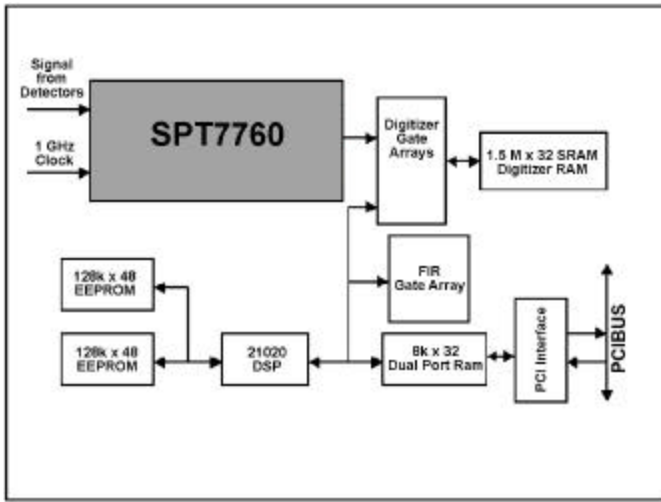 Signal
from
Detectors
1 GHz
Clock
SPT7760
Digitizer
Gate
Arrays
1.5 M x 32 SRAM
Digitizer RAM
128k x 48
EEPROM
FIR
Gate Array
128k x 48
EEPROM
21020
DSP
8k x 32
Dual Port Ram
PCI Interface
PCIBUS